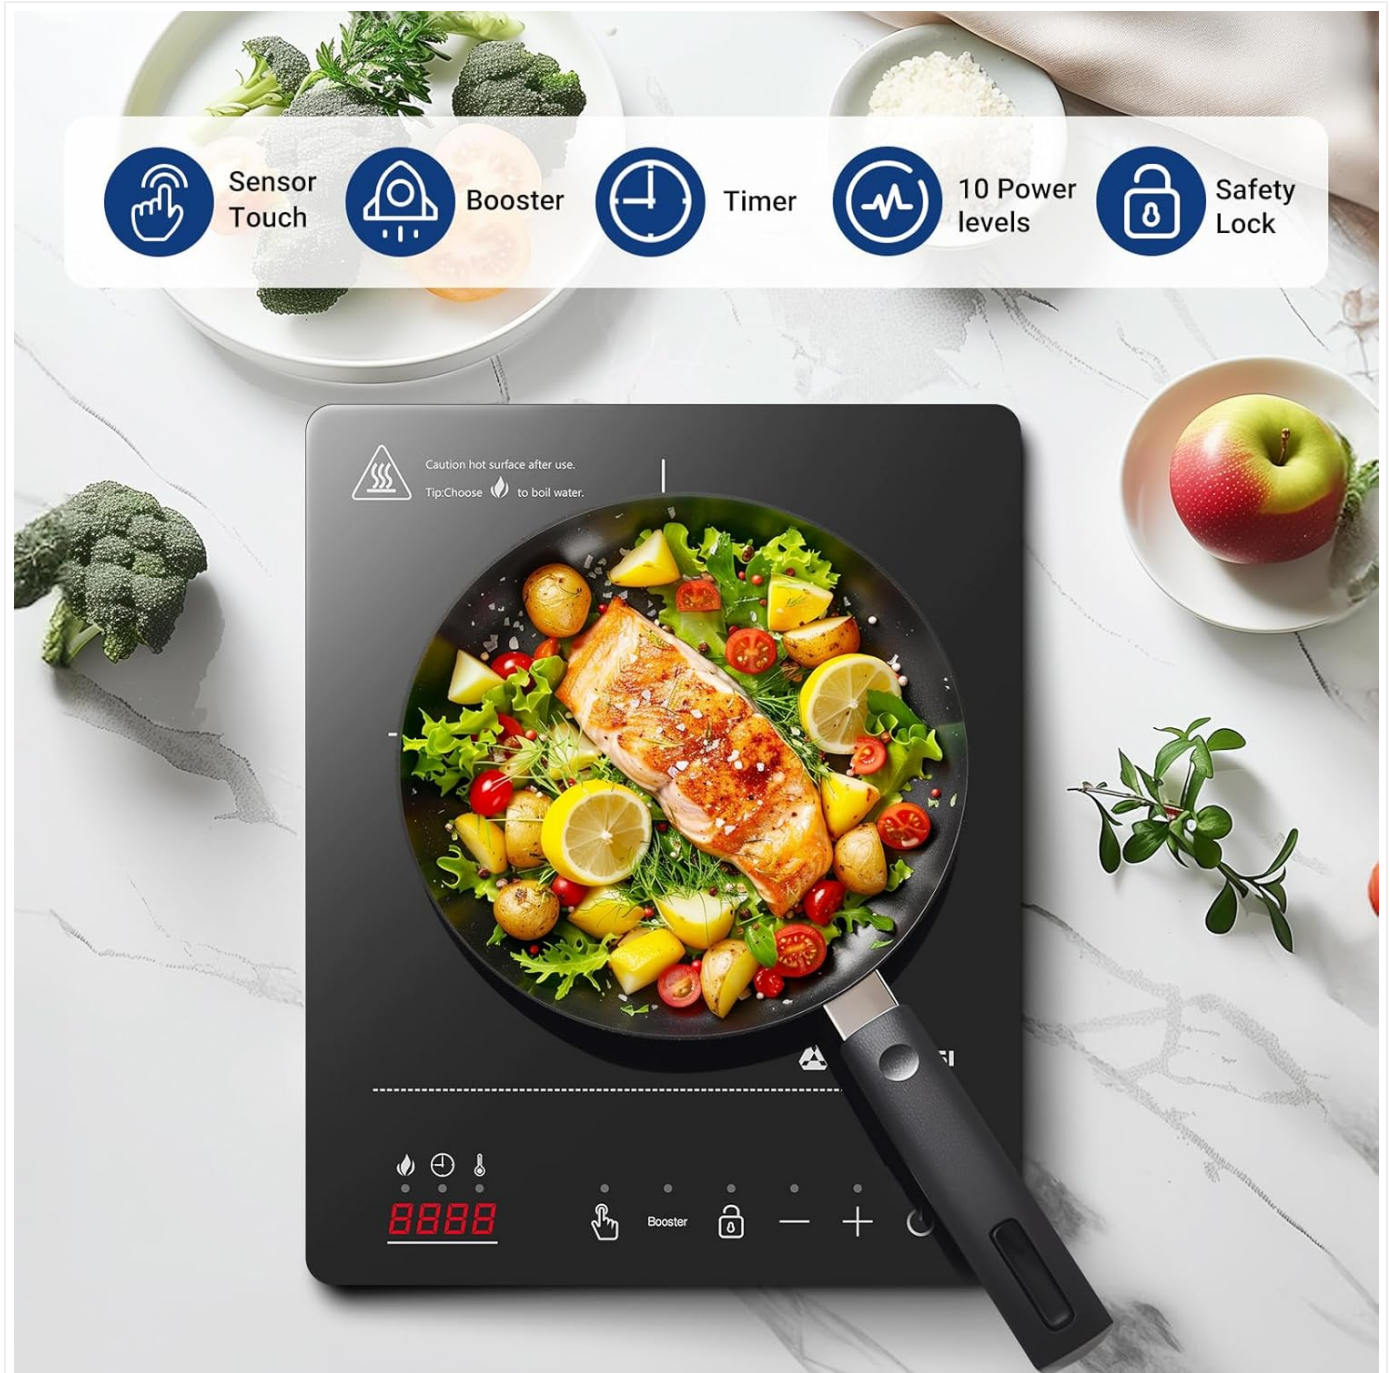 Sensor
Touch
Booster
Timer
10 Power
levels
Safety
Lock
Caution hot surface after use.
Tip:Choose to boil water.
8888
Booster